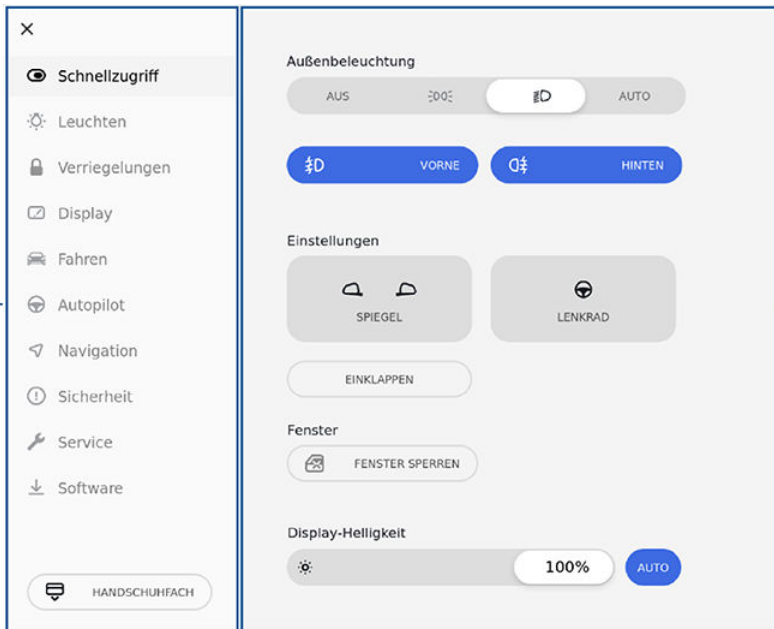 Schnellzugriff
Leuchten
Verriegelungen
Display
Fahren
Autopilot
Navigation
Sicherheit
Service
Software
HANDSCHUHFACH
Außenbeleuchtung
AUS
AUTO
VORNE
HINTEN
Einstellungen
SPIEGEL
LENKRAD
EINKLAPPEN
Fenster
FENSTER SPERREN
Display-Helligkeit
100%
AUTO